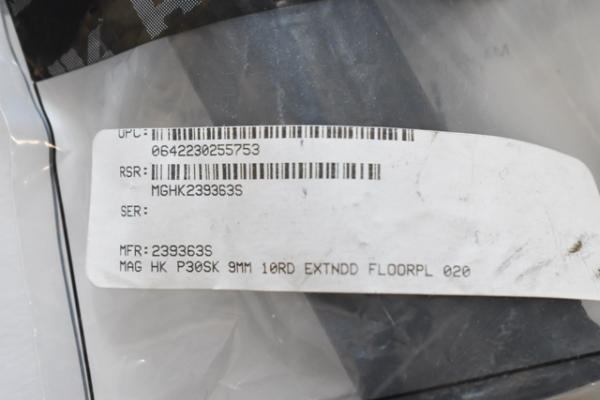 UPC:
0642230255753
RSR:
MGHK239363S
SER:
MFR: 239363S
MAG HK P30SK 9MM 10RD EXTNDD FLOORPL 020